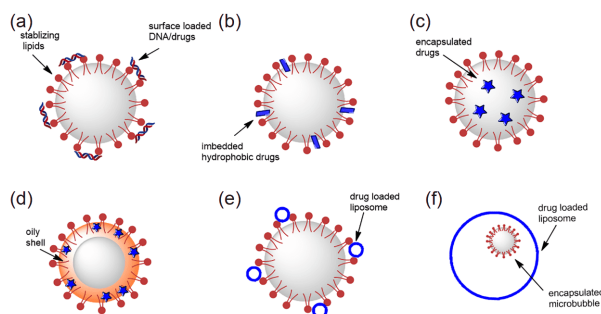 (a)
stablizing
lipids
surface loaded
DNA/drugs
(b)
imbedded
hydrophobic drugs
(c)
encapsulated
drugs
(d)
oily
shell
(e)
drug loaded
liposome
(f)
drug loaded
liposome
encapsulated
microbubble